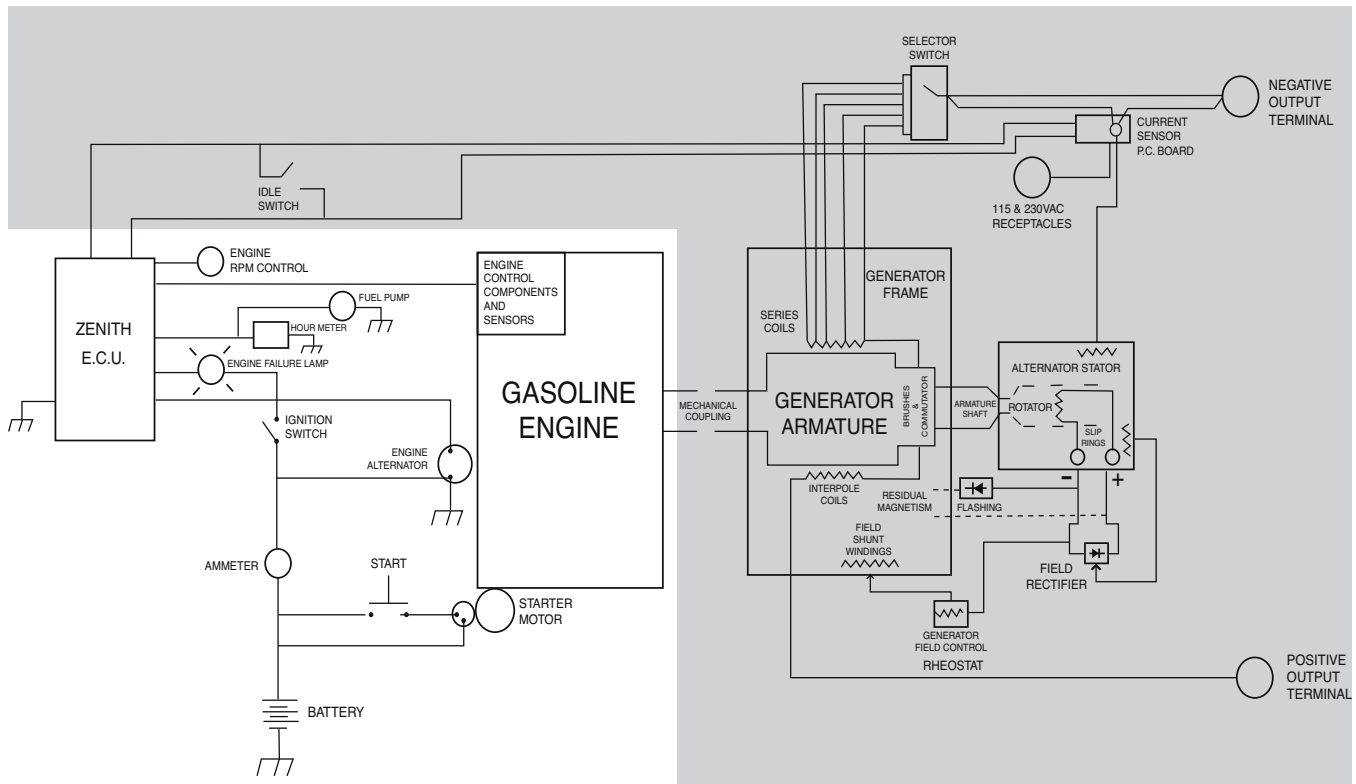 SELECTOR
SWITCH
NEGATIVE
OUTPUT
TERMINAL
CURRENT
SENSOR
P.C. BOARD
IDLE
SWITCH
115 & 230VAC
RECEPTACLES
ENGINE
RPM CONTROL
ENGINE
CONTROL
COMPONENTS
AND
SENSORS
GENERATOR
FRAME
FUEL PUMP
HOUR METER
ZENITH
E.C.U.
ENGINE FAILURE LAMP
SERIES
COILS
GASOLINE
ENGINE
MECHANICAL
COUPLING
GENERATOR
ARMATURE
BRUSHES
&
COMMUTATOR
ARMATURE
SHAFT
ALTERNATOR STATOR
ROTATOR
SLIP
RINGS
IGNITION
SWITCH
ENGINE
ALTERNATOR
INTERPOLE
COILS
RESIDUAL
MAGNETISM
FLASHING
-
+
FIELD
SHUNT
WINDINGS
FIELD
RECTIFIER
AMMETER
START
STARTER
MOTOR
GENERATOR
FIELD CONTROL
RHEOSTAT
POSITIVE
OUTPUT
TERMINAL
BATTERY